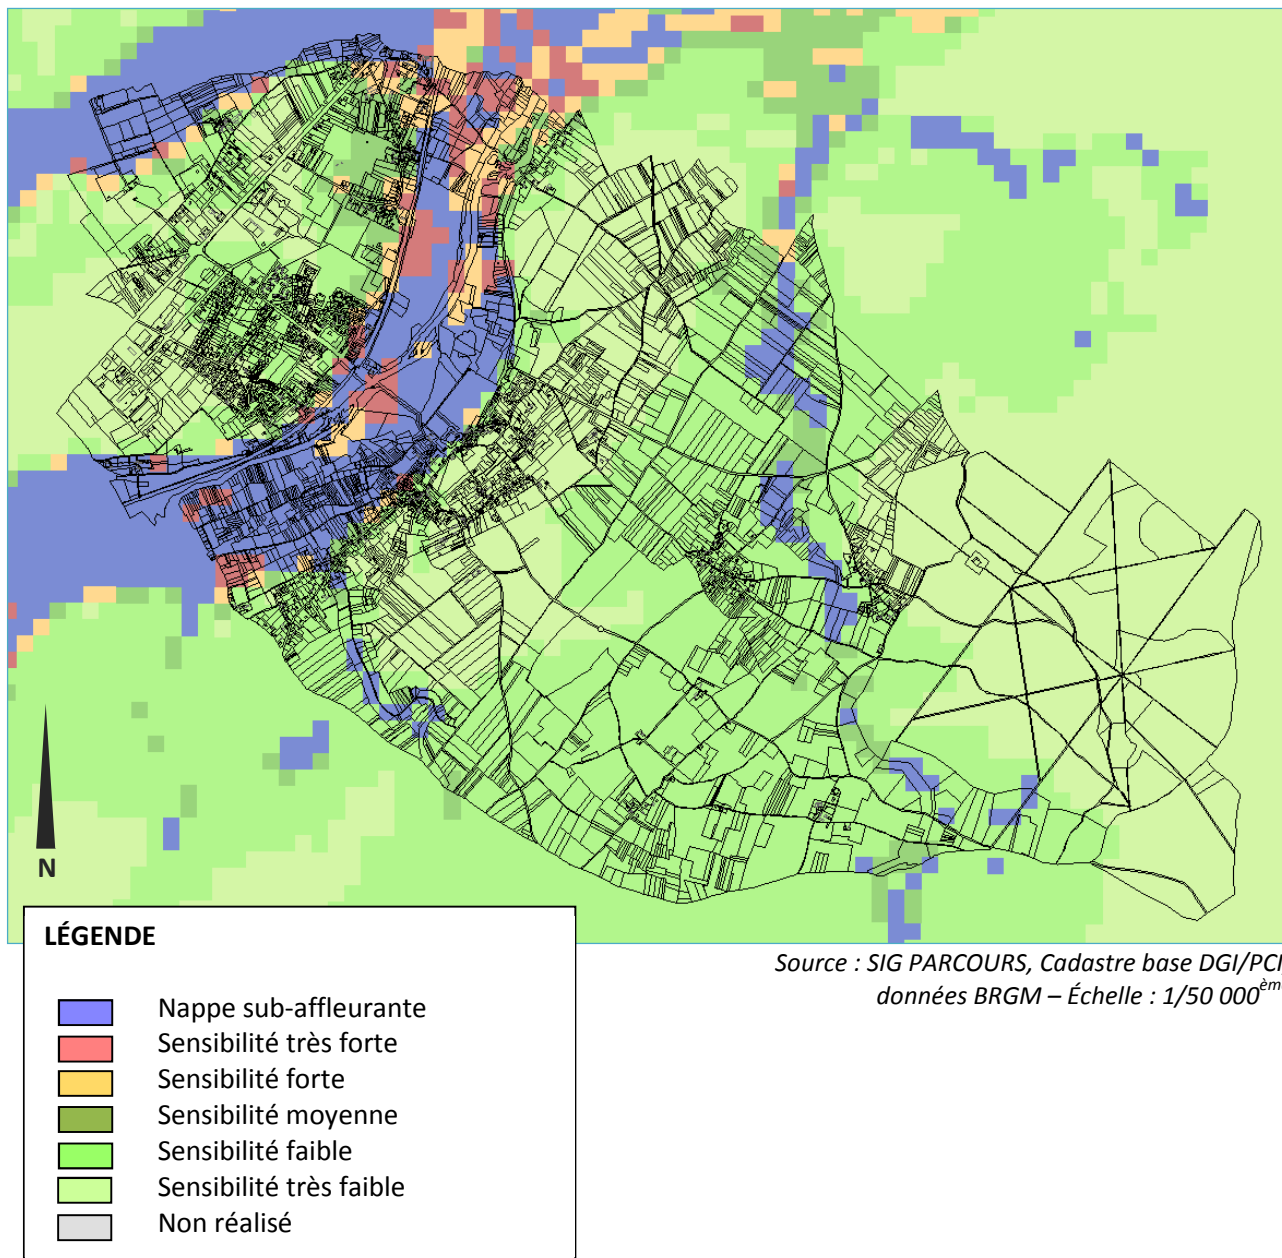 N
LÉGENDE
Nappe sub-affleurante
Sensibilité très forte
Sensibilité forte
Sensibilité moyenne
Sensibilité faible
Sensibilité très faible
Non réalisé
Source : SIG PARCOURS, Cadastre base DGI/PCI,
données BRGM – Échelle : 1/50 000èm